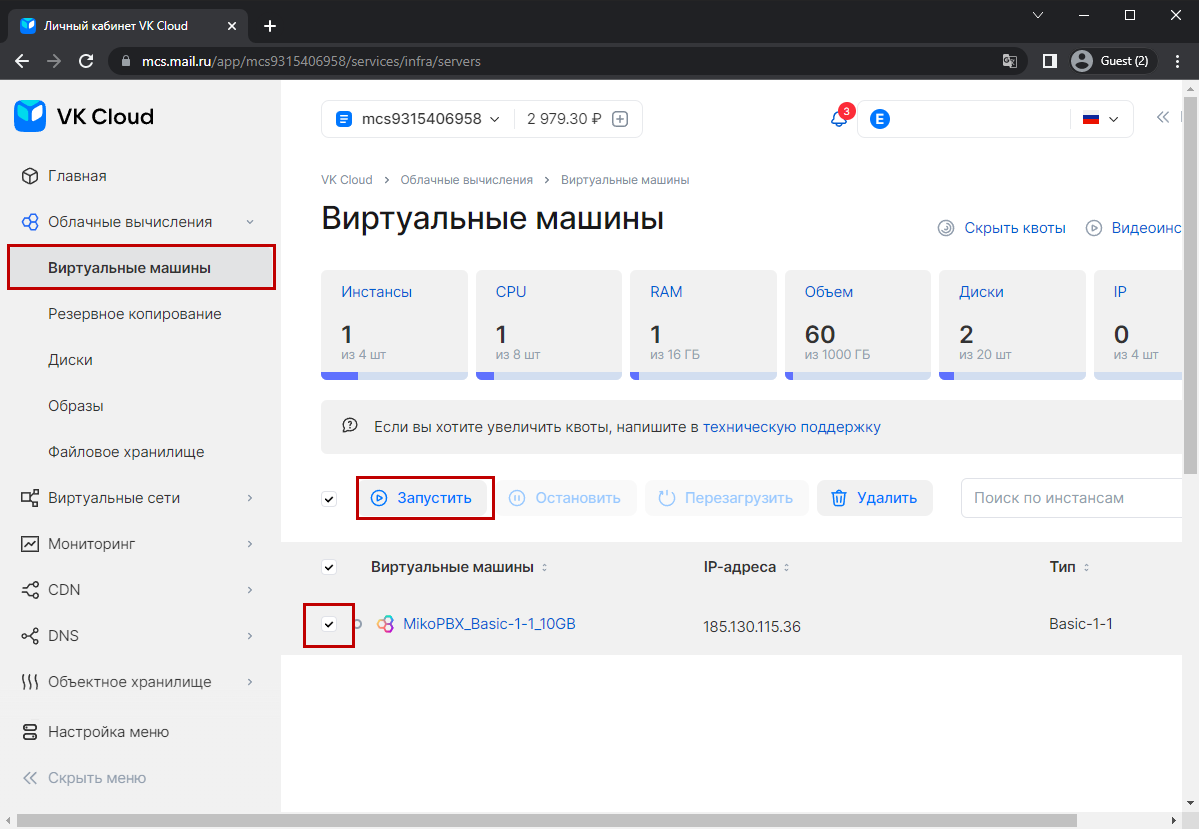 Личный кабинет VK Cloud
mcs.mail.ru/app/mcs9315406958/services/infra/servers
Guest (2)
VK Cloud
Главная
Облачные вычисления
Виртуальные машины
Резервное копирование
Диски
Образы
Файловое хранилище
Виртуальные сети
Мониторинг
CDN
DNS
Объектное хранилище
Настройка меню
Скрыть меню
mcs9315406958 2 979.30 ₽
3
E
VK Cloud > Облачные вычисления > Виртуальные машины
Виртуальные машины
Скрыть квоты Видеоинс
Инстансы CPU RAM Объем Диски IP
1 1 1 60 2 0
из 4 шт из 8 шт из 16 ГБ из 1000 ГБ из 20 шт из 4 шт
Если вы хотите увеличить квоты, напишите в техническую поддержку
Запустить Остановить Перезагрузить Удалить Поиск по инстансам
Виртуальные машины IP-адреса Тип
MikoPBX_Basic-1-1_10GB 185.130.115.36 Basic-1-1